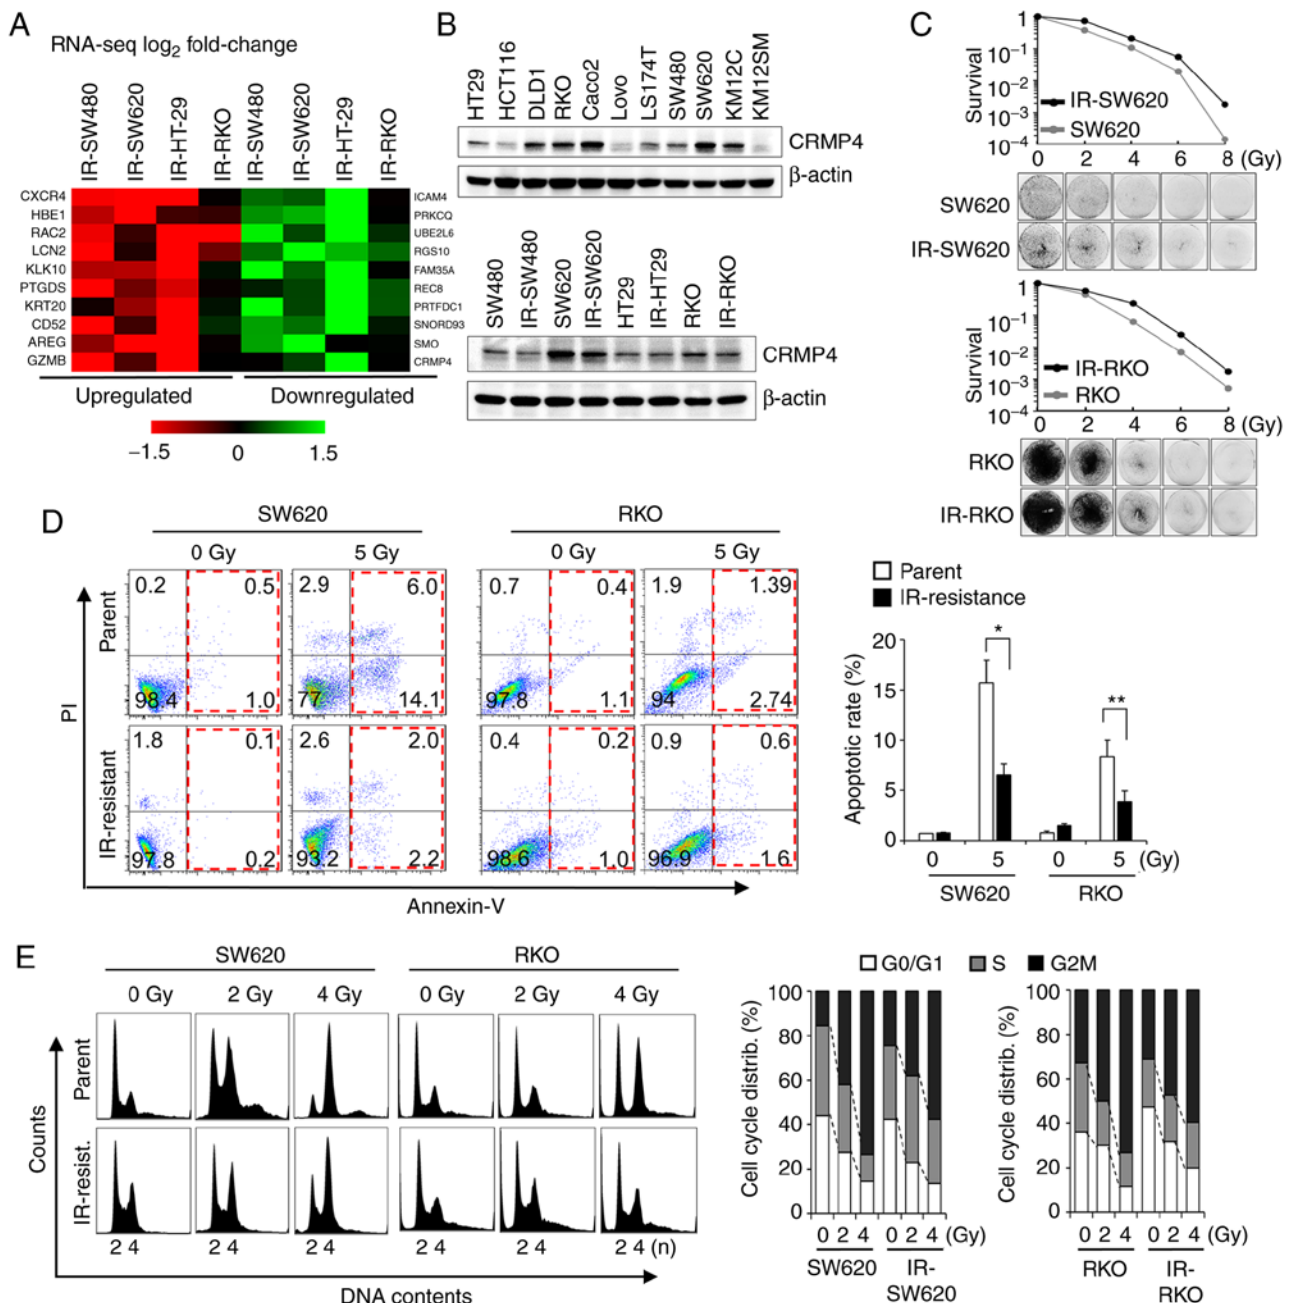 A
RNA-seq log2 fold-change
IR-SW480
IR-SW620
IR-HT-29
IR-RKO
IR-SW480
IR-SW620
IR-HT-29
IR-RKO
CXCR4
HBE1
RAC2
LCN2
KLK10
PTGDS
KRT20
CD52
AREG
GZMB
ICAM4
PRKCQ
UBE2L6
RGS10
FAM35A
REC8
PRTFDC1
SNORD93
SMO
CRMP4
Upregulated Downregulated
−1.5 0 1.5
B
HT29
HCT116
DLD1
RKO
Caco2
Lovo
LS174T
SW480
SW620
KM12C
KM12SM
CRMP4
β-actin
SW480
IR-SW480
SW620
IR-SW620
HT29
IR-HT29
RKO
IR-RKO
CRMP4
β-actin
C
Survival
1
10−1
10−2
10−3
10−4
IR-SW620
SW620
0 2 4 6 8 (Gy)
SW620
IR-SW620
Survival
1
10−1
10−2
10−3
10−4
IR-RKO
RKO
0 2 4 6 8 (Gy)
RKO
IR-RKO
D
SW620 RKO
0 Gy 5 Gy 0 Gy 5 Gy
PI
Parent
0.2 0.5 2.9 6.0 0.7 0.4 1.9 1.39
98.4 1.0 77 14.1 97.8 1.1 94 2.74
IR-resistant
1.8 0.1 2.6 2.0 0.4 0.2 0.9 0.6
97.8 0.2 93.2 2.2 98.6 1.0 96.9 1.6
Annexin-V
Parent
IR-resistance
Apoptotic rate (%)
20
15
10
5
0
* **
0 5 0 5 (Gy)
SW620 RKO
E
SW620 RKO
0 Gy 2 Gy 4 Gy 0 Gy 2 Gy 4 Gy
Counts
Parent
IR-resist.
2 4 2 4 2 4 2 4 2 4 2 4 (n)
DNA contents
G0/G1 S G2M
Cell cycle distrib. (%)
100
80
60
40
20
0
0 2 4 0 2 4 (Gy)
SW620 IR-SW620
Cell cycle distrib. (%)
100
80
60
40
20
0
0 2 4 0 2 4 (Gy)
RKO IR-RKO